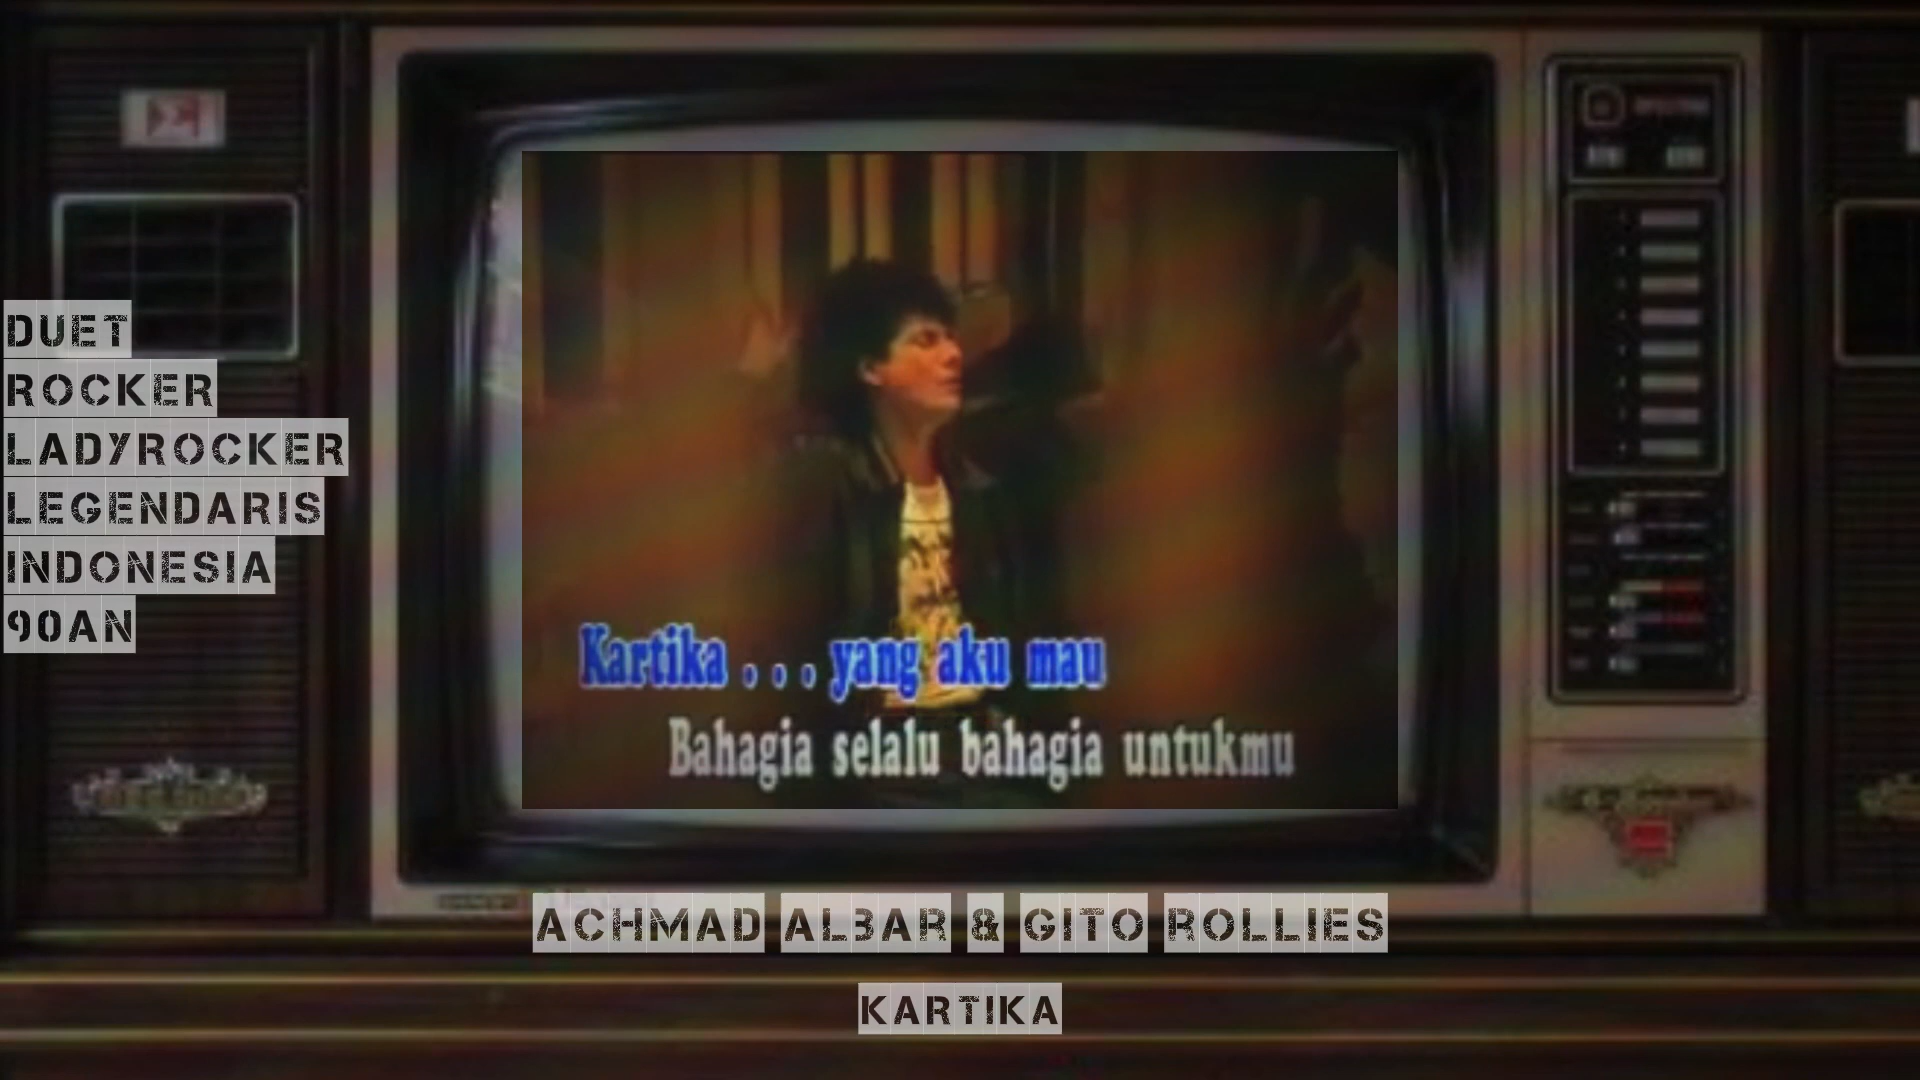 DUET
ROCKER
LADYROCKER
LEGENDARIS
INDONESIA
90AN
Kartika . . . yang aku mau
Bahagia selalu bahagia untukmu
ACHMAD ALBAR & GITO ROLLIES
KARTIKA